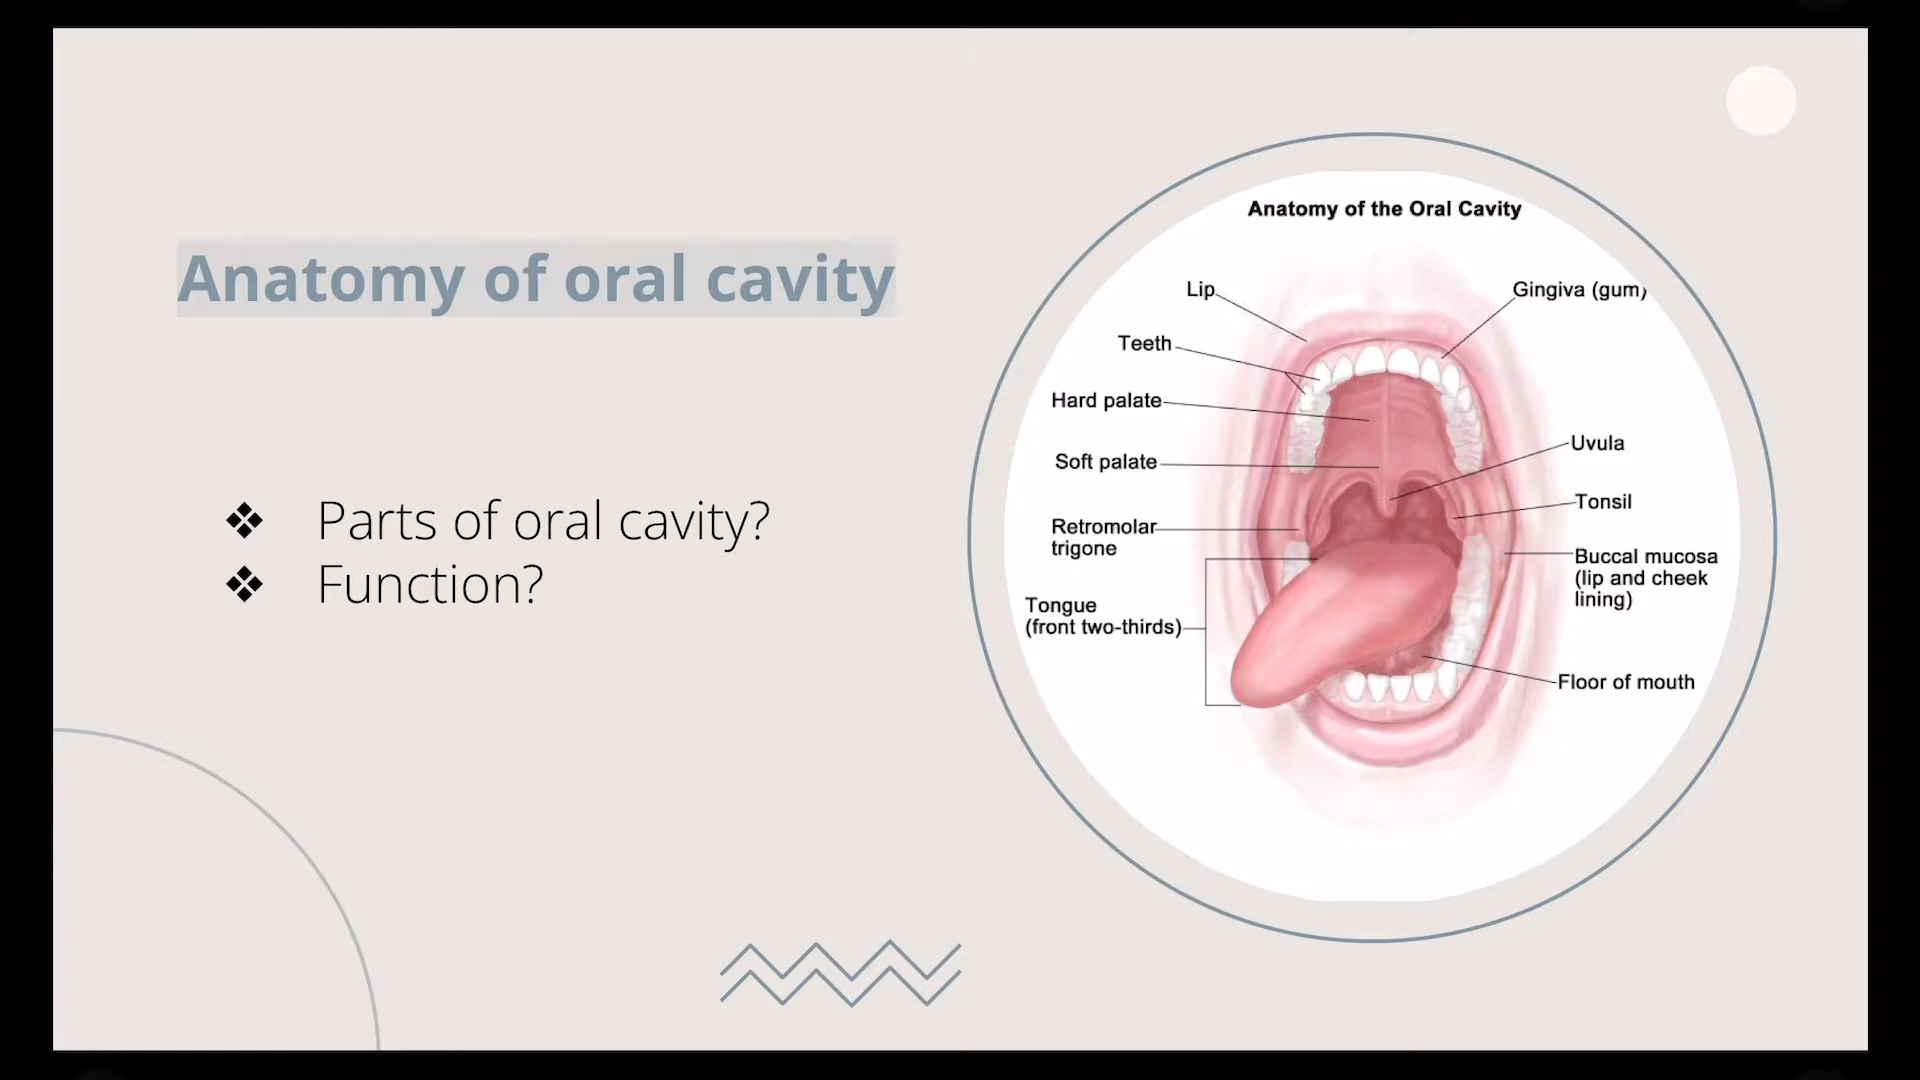 Anatomy of oral cavity
❖ Parts of oral cavity?
❖ Function?
Anatomy of the Oral Cavity
Lip
Teeth
Hard palate
Soft palate
Retromolar
trigone
Tongue
(front two-thirds)
Gingiva (gum)
Uvula
Tonsil
Buccal mucosa
(lip and cheek
lining)
Floor of mouth